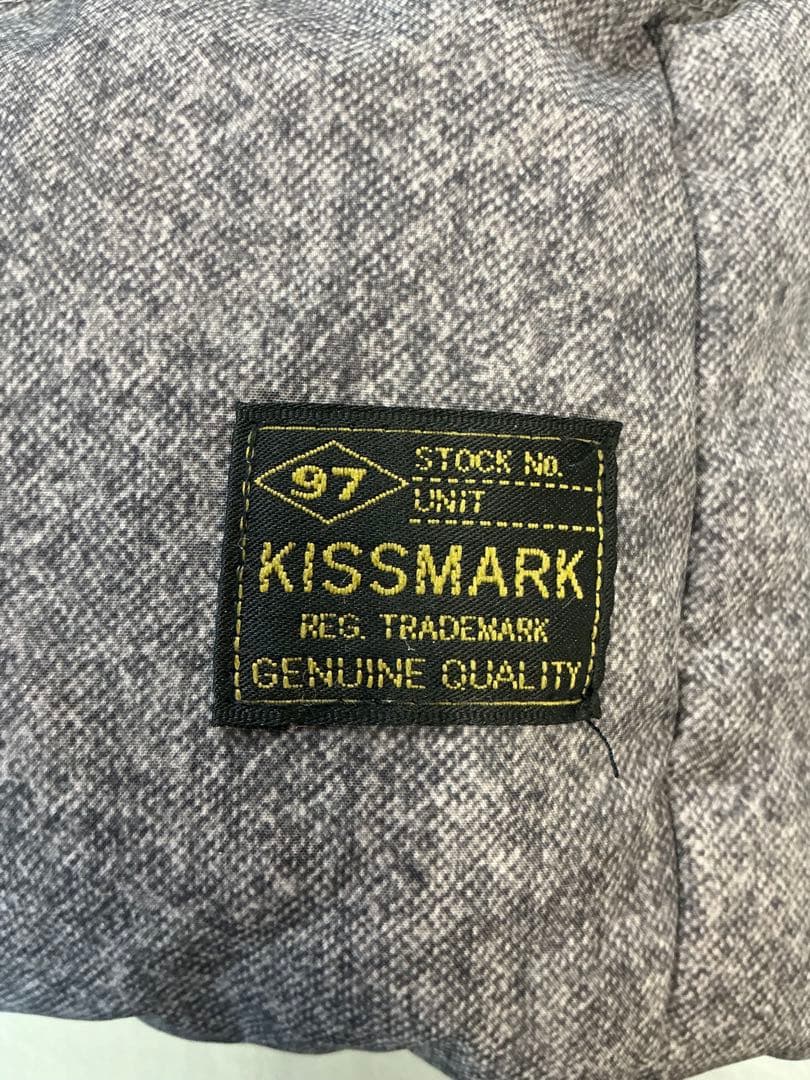 97
STOCK No.
UNIT
KISSMARK
REG. TRADEMARK
GENUINE QUALITY